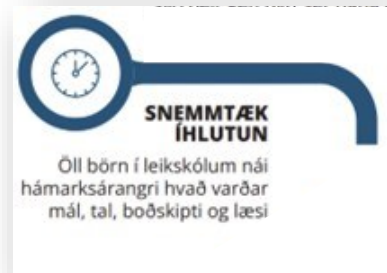 SNEMMTÆK
ÍHLUTUN
Öll börn í leikskólum nái
hámarksárangri hvað varðar
mál, tal, boðskipti og læsi